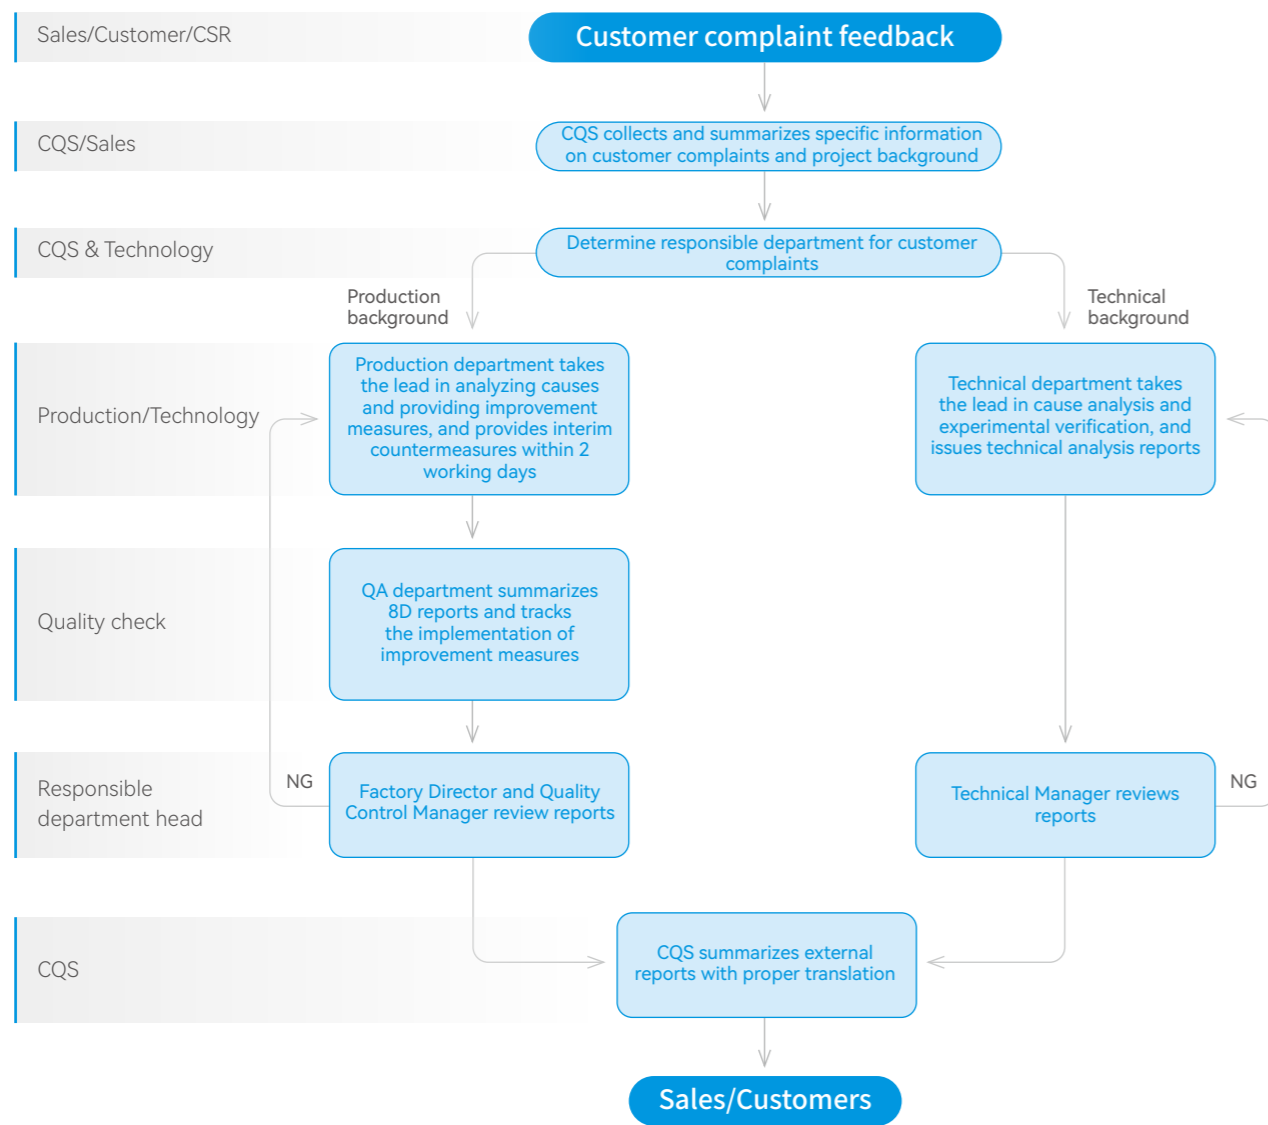 Sales/Customer/CSR
Customer complaint feedback
CQS/Sales
CQS collects and summarizes specific information
on customer complaints and project background
CQS & Technology
Determine responsible department for customer
complaints
Production
background
Technical
background
Production/Technology
Production department takes
the lead in analyzing causes
and providing improvement
measures, and provides interim
countermeasures within 2
working days
Technical department takes
the lead in cause analysis and
experimental verification, and
issues technical analysis reports
Quality check
QA department summarizes
8D reports and tracks
the implementation of
improvement measures
Responsible
department head
NG
Factory Director and Quality
Control Manager review reports
Technical Manager reviews
reports
NG
CQS
CQS summarizes external
reports with proper translation
Sales/Customers